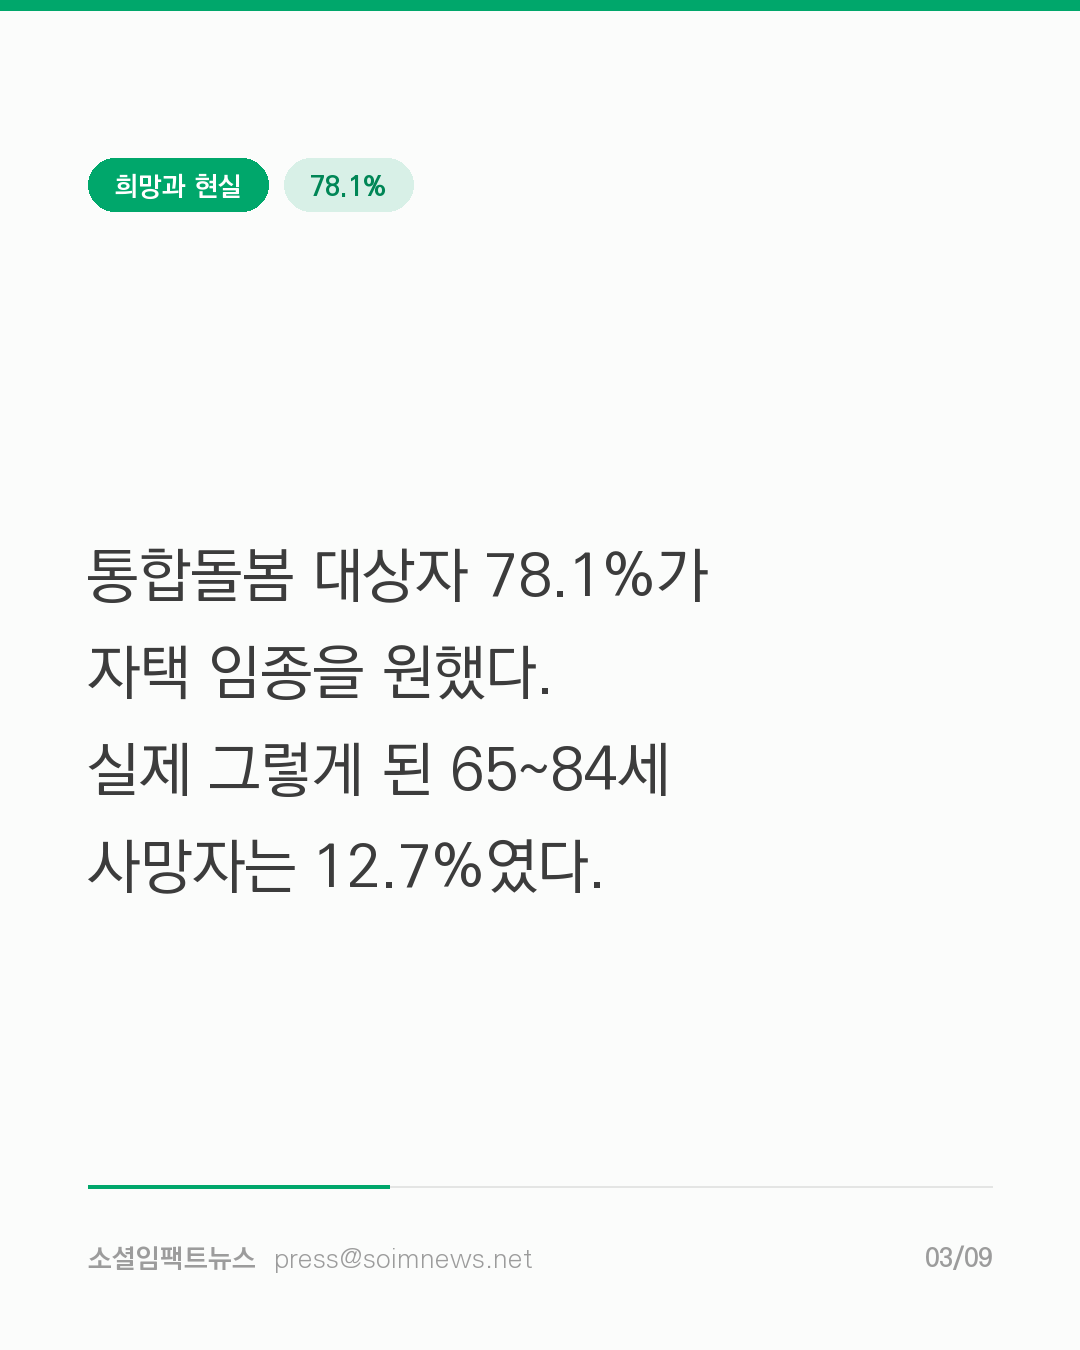 희망과 현실 78.1%
통합돌봄 대상자 78.1%가
자택 임종을 원했다.
실제 그렇게 된 65~84세
사망자는 12.7%였다.
소셜임팩트뉴스 press@soimnews.net 03/09